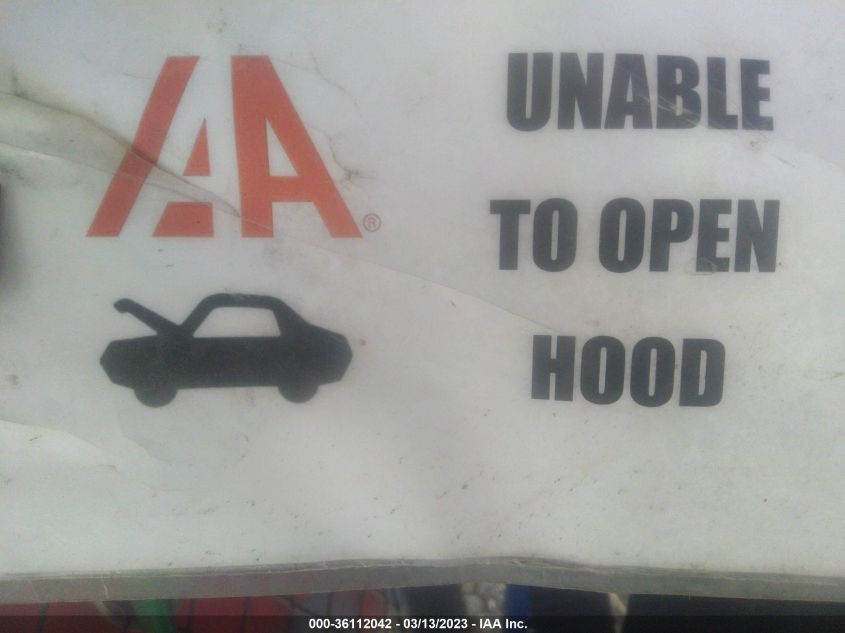 IAA®
UNABLE
TO OPEN
HOOD
000-36112042 - 03/13/2023 - IAA Inc.